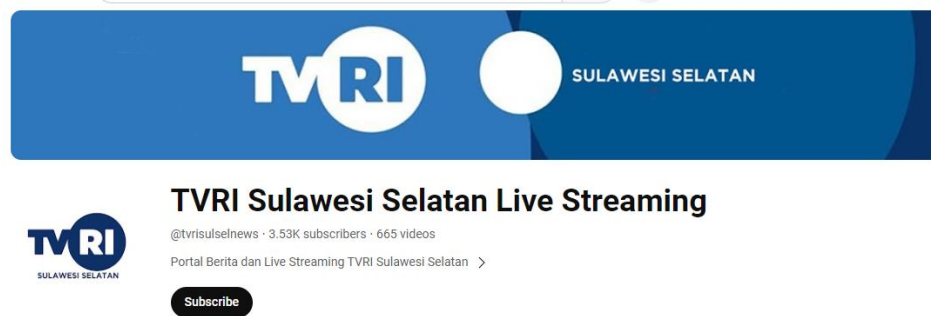 TVRI
SULAWESI SELATAN
TVRI Sulawesi Selatan Live Streaming
@tvrisulselnews · 3.53K subscribers · 665 videos
Portal Berita dan Live Streaming TVRI Sulawesi Selatan
TVRI
SULAWESI SELATAN
Subscribe